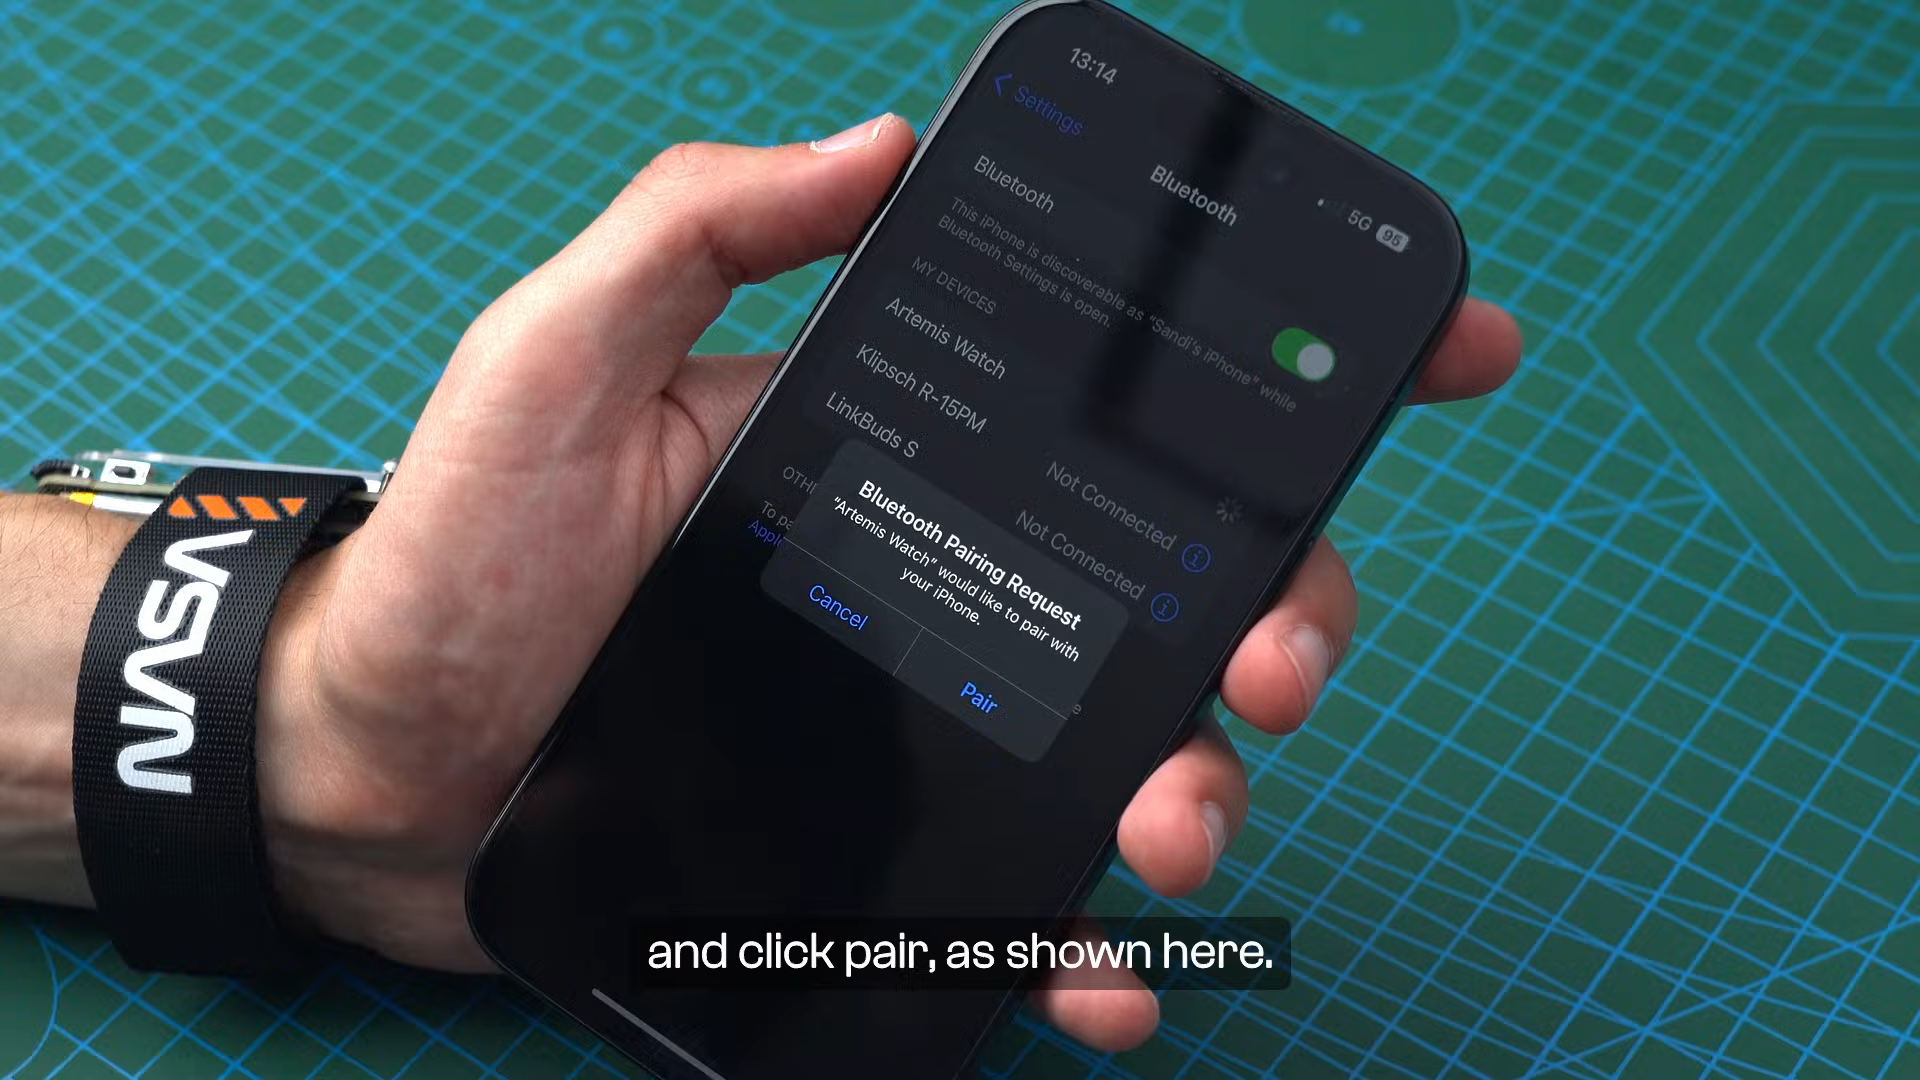 13:14
5G 95
Settings
Bluetooth
Bluetooth
This iPhone is discoverable as "Sandi's iPhone" while
Bluetooth Settings is open.
MY DEVICES
Artemis Watch
Klipsch R-15PM
Not Connected
LinkBuds S
Not Connected
To
Apple
Bluetooth Pairing Request
"Artemis Watch" would like to pair with
your iPhone.
Cancel
Pair
NASA
and click pair, as shown here.